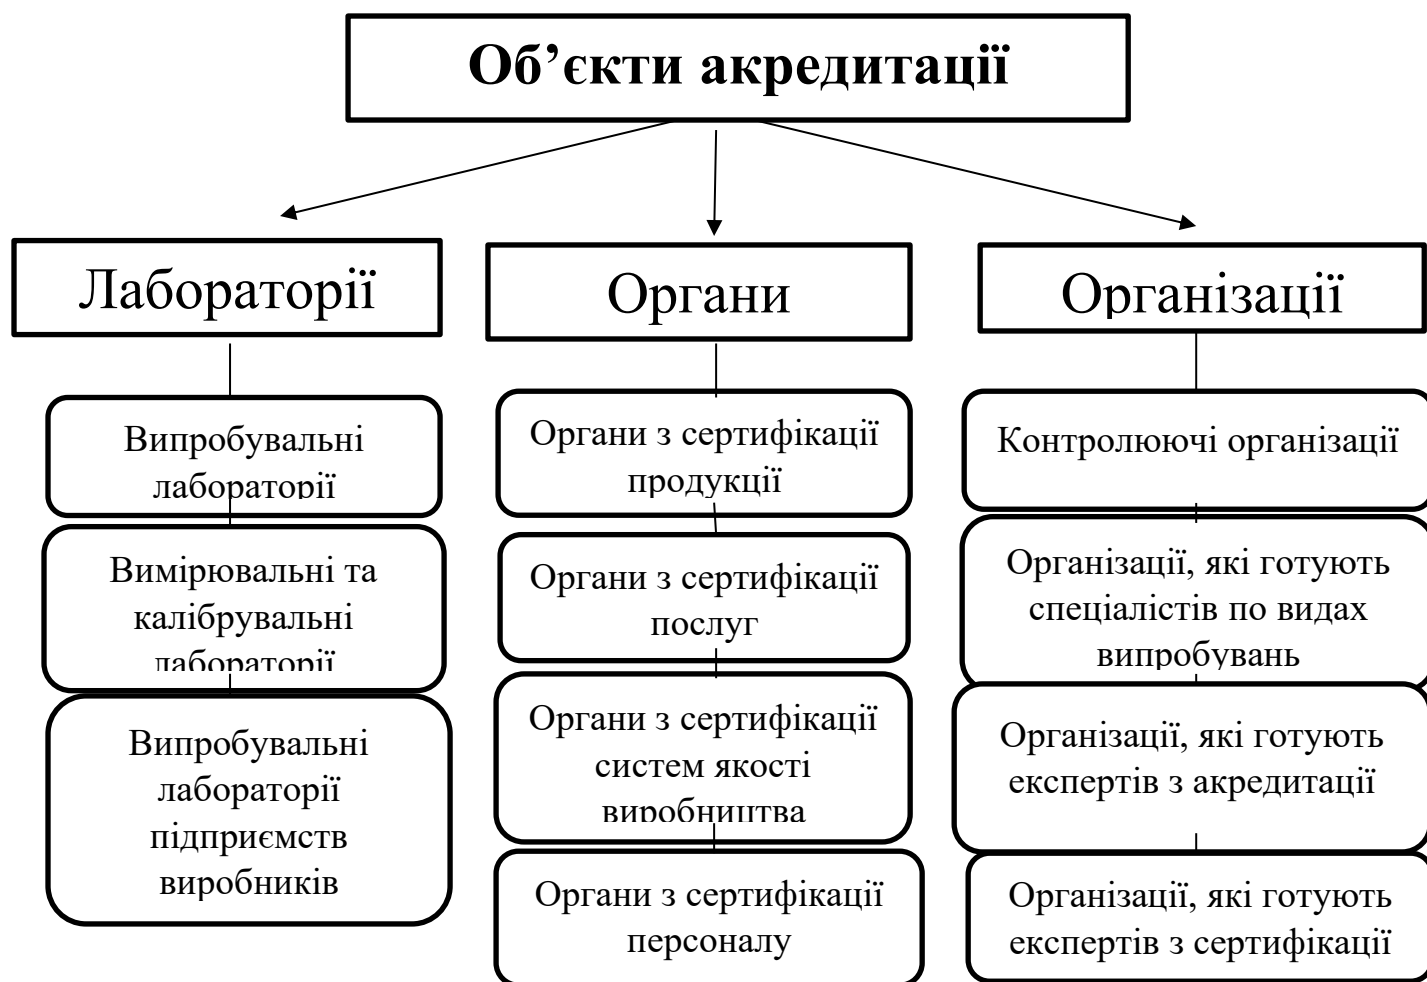 Об’єкти акредитації
Лабораторії
Випробувальні
лабораторії
Вимірювальні та
калібрувальні
лабораторії
Випробувальні
лабораторії
підприємств
виробників
Органи
Органи з сертифікації
продукції
Органи з сертифікації
послуг
Органи з сертифікації
систем якості
виробництва
Органи з сертифікації
персоналу
Організації
Контролюючі організації
Організації, які готують
спеціалістів по видах
випробувань
Організації, які готують
експертів з акредитації
Організації, які готують
експертів з сертифікації